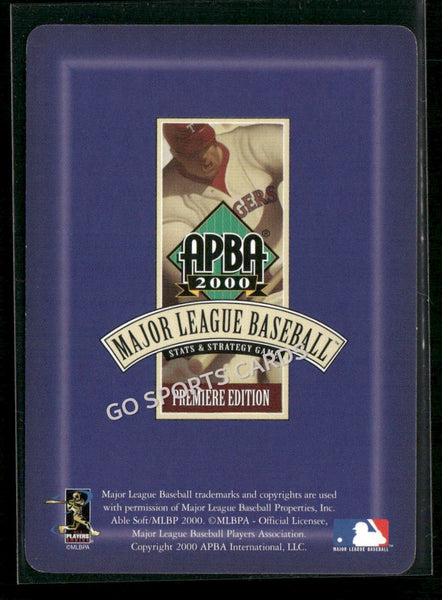 T
GERS
APBA®
2000
MAJOR LEAGUE BASEBALL™
STATS & STRATEGY GAME
GO SPORTS CARDS
PREMIERE EDITION
Major League Baseball trademarks and copyrights are used
with permission of Major League Baseball Properties, Inc.
Able Soft/MLBP 2000. ©MLBPA - Official Licensee,
Major League Baseball Players Association.
Copyright 2000 APBA International, LLC.
PLAYERS
©MLBPA
MAJOR LEAGUE BASEBALL